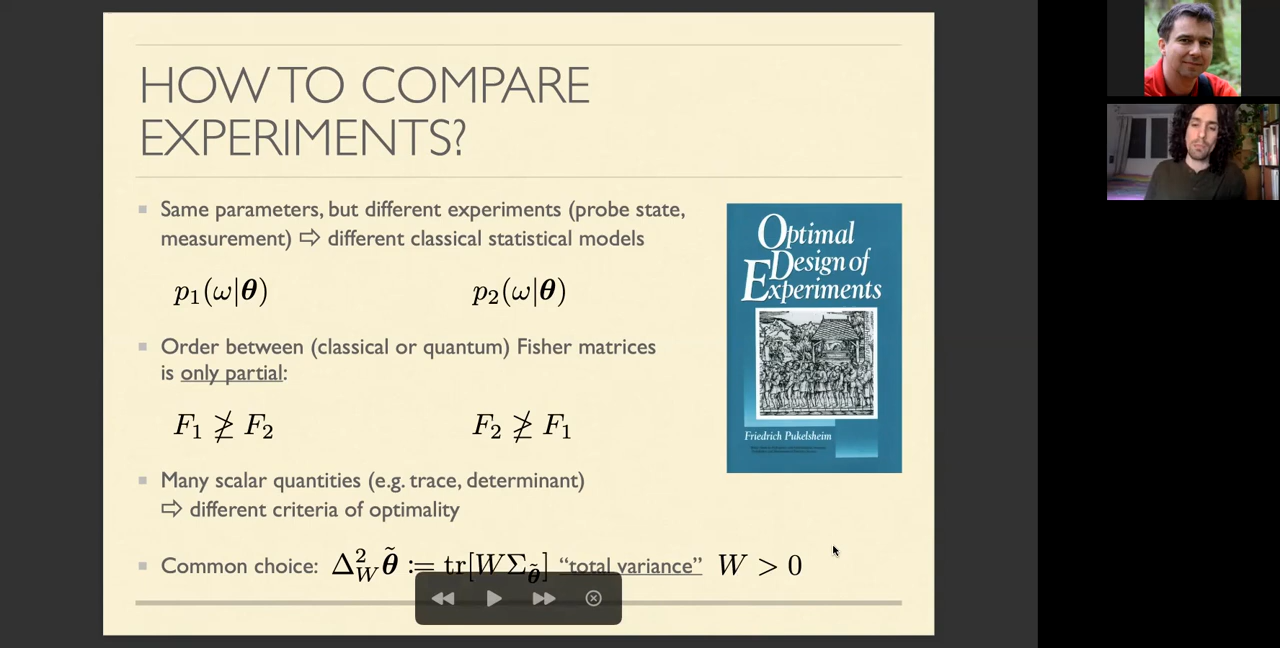 HOW TO COMPARE
EXPERIMENTS?
Same parameters, but different experiments (probe state,
measurement) ⇨ different classical statistical models
p₁(ω|θ) p₂(ω|θ)
Order between (classical or quantum) Fisher matrices
is only partial:
F₁ ≱ F₂ F₂ ≱ F₁
Many scalar quantities (e.g. trace, determinant)
⇨ different criteria of optimality
Common choice: Δ²_W θ̃ := tr[WΣ_θ̃] “total variance” W > 0
Optimal
Design of
Experiments
Friedrich Pukelsheim